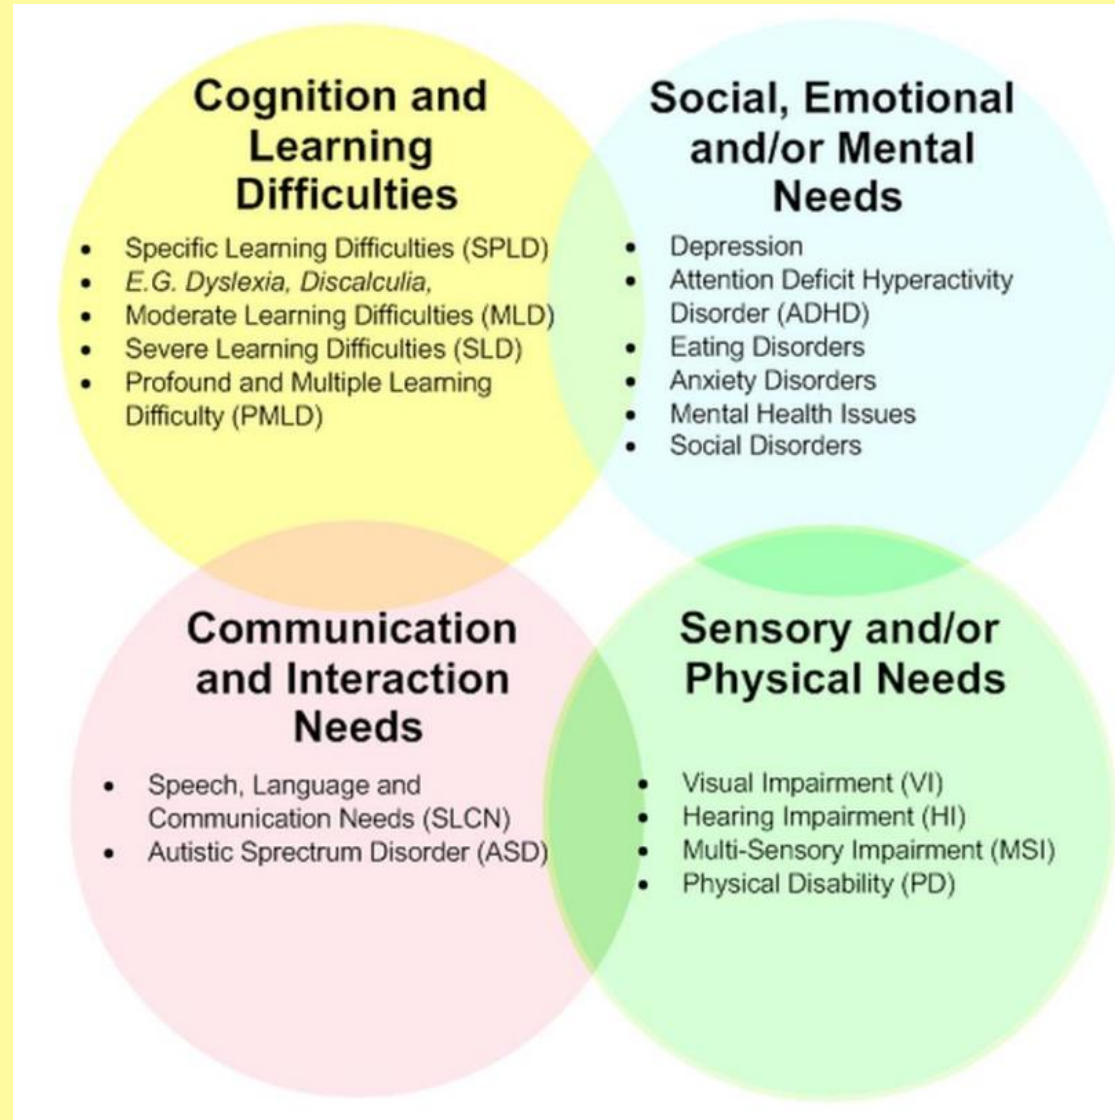 Cognition and
Learning
Difficulties
• Specific Learning Difficulties (SPLD)
• E.G. Dyslexia, Discalculia,
• Moderate Learning Difficulties (MLD)
• Severe Learning Difficulties (SLD)
• Profound and Multiple Learning
Difficulty (PMLD)
Social, Emotional
and/or Mental
Needs
• Depression
• Attention Deficit Hyperactivity
Disorder (ADHD)
• Eating Disorders
• Anxiety Disorders
• Mental Health Issues
• Social Disorders
Communication
and Interaction
Needs
• Speech, Language and
Communication Needs (SLCN)
• Autistic Sprectrum Disorder (ASD)
Sensory and/or
Physical Needs
• Visual Impairment (VI)
• Hearing Impairment (HI)
• Multi-Sensory Impairment (MSI)
• Physical Disability (PD)